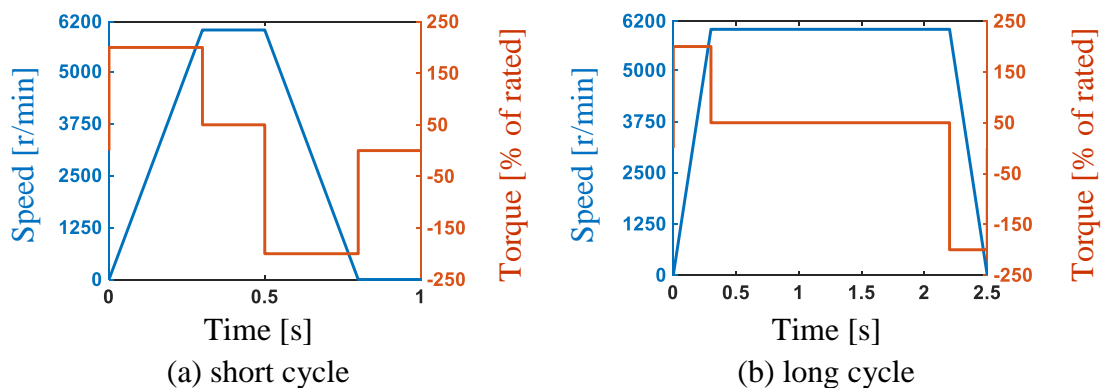 Speed [r/min]
6200
5000
3750
2500
1250
0
0 0.5 1
Time [s]
250
150
50
-50
-150
-250
Torque [% of rated]
(a) short cycle
Speed [r/min]
6200
5000
3750
2500
1250
0
0 0.5 1 1.5 2 2.5
Time [s]
250
150
50
-50
-150
-250
Torque [% of rated]
(b) long cycle